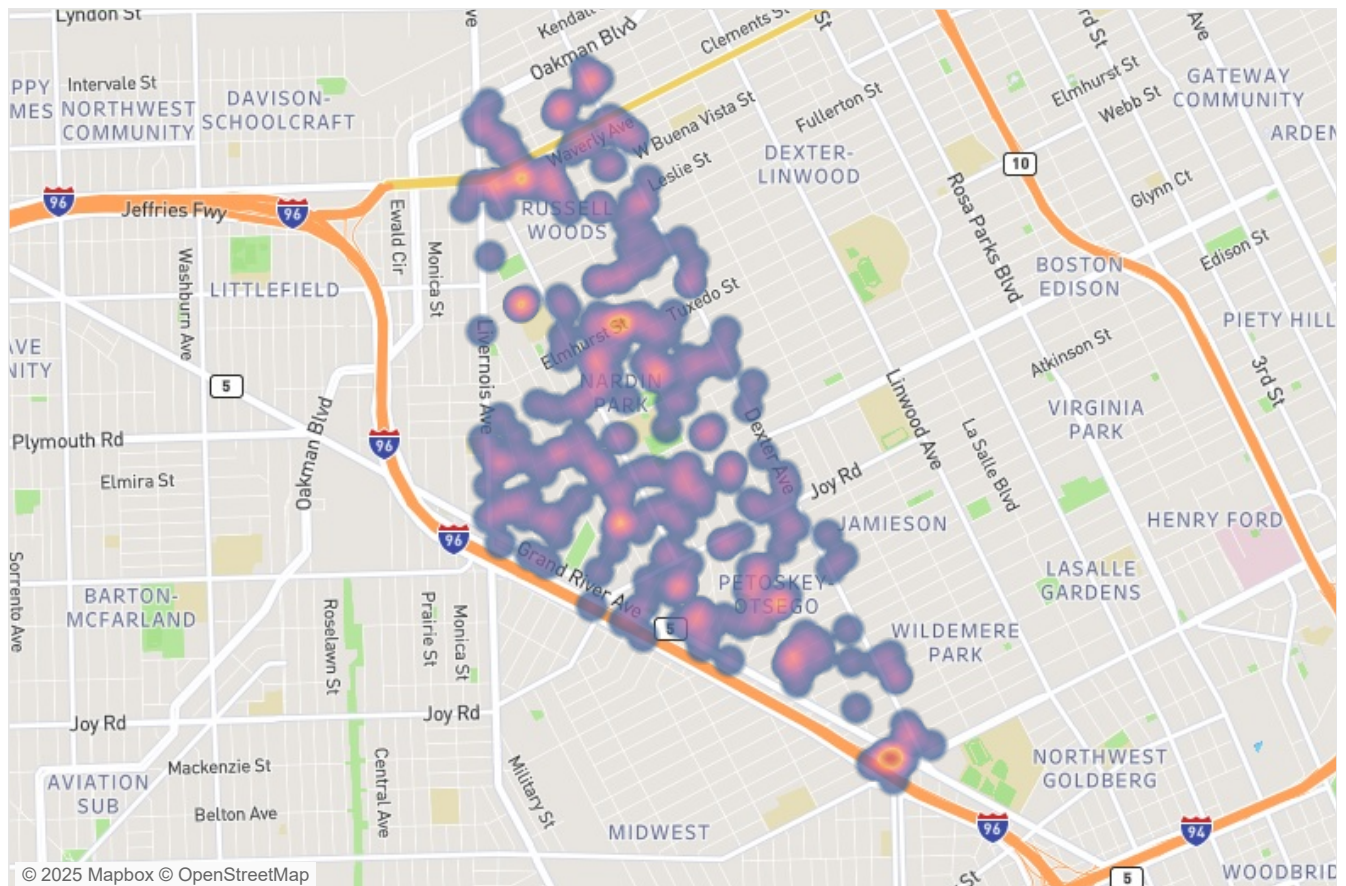 Lyndon St
Kendall
Oakman Blvd
Clements St
St
Ave
Intervale St
NORTHWEST
COMMUNITY
DAVISON-
SCHOOLCRAFT
Elmhurst St
Webb St
GATEWAY
COMMUNITY
Fullerton St
Waverly Ave
W Buena Vista St
Leslie St
DEXTER-
LINWOOD
10
Glynn Ct
96
Jeffries Fwy
96
RUSSELL
WOODS
Ewald Cir
Monica St
Rosa Parks Blvd
Edison St
BOSTON
EDISON
Washburn Ave
LITTLEFIELD
Tuxedo St
PIETY HILL
Livernois Ave
Elmhurst St
Atkinson St
3rd St
5
NARDIN
PARK
Linwood Ave
VIRGINIA
PARK
Plymouth Rd
96
Oakman Blvd
Dexter Ave
La Salle Blvd
Elmira St
Joy Rd
96
JAMIESON
HENRY FORD
Sorrento Ave
Grand River Ave
PETOSKEY-
OTSEGO
LASALLE
GARDENS
BARTON-
MCFARLAND
Roselawn St
Prairie St
Monica St
5
WILDEMERE
PARK
Joy Rd
Joy Rd
Mackenzie St
Central Ave
Military St
NORTHWEST
GOLDBERG
AVIATION
SUB
Belton Ave
MIDWEST
96
94
5
St
WOODBRID
© 2025 Mapbox © OpenStreetMap